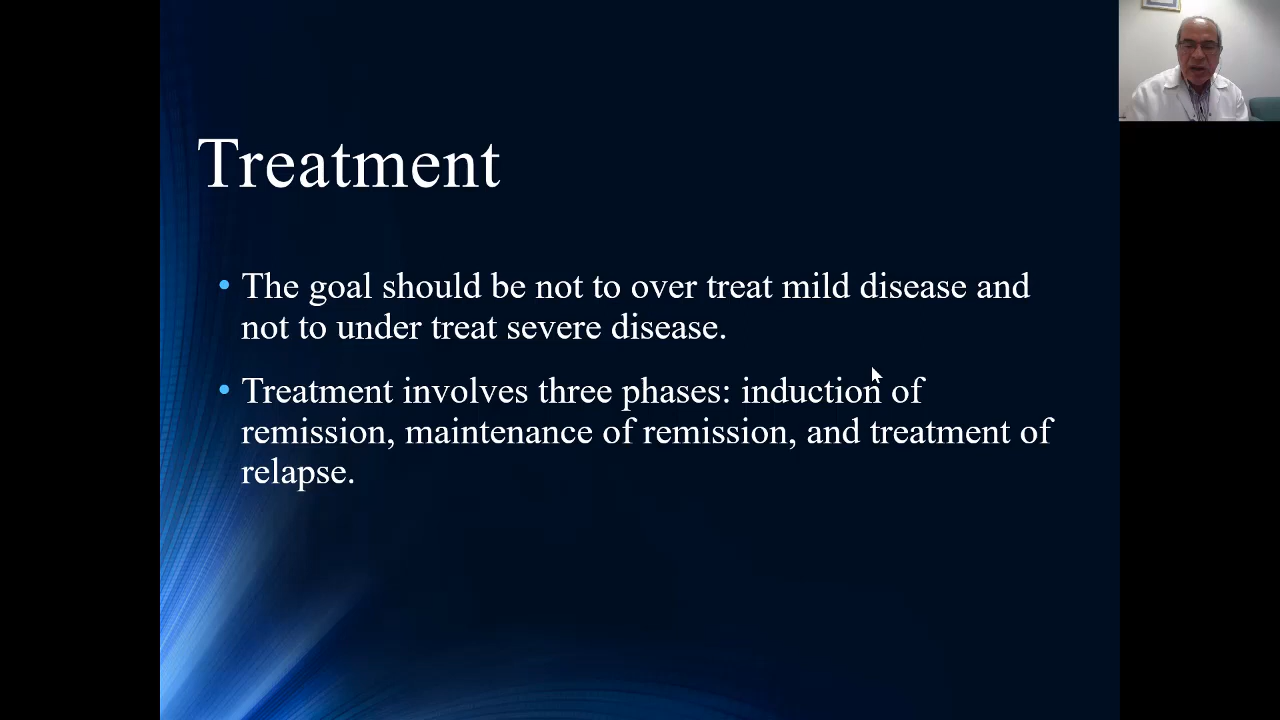 Treatment
• The goal should be not to over treat mild disease and
not to under treat severe disease.
• Treatment involves three phases: induction of
remission, maintenance of remission, and treatment of
relapse.